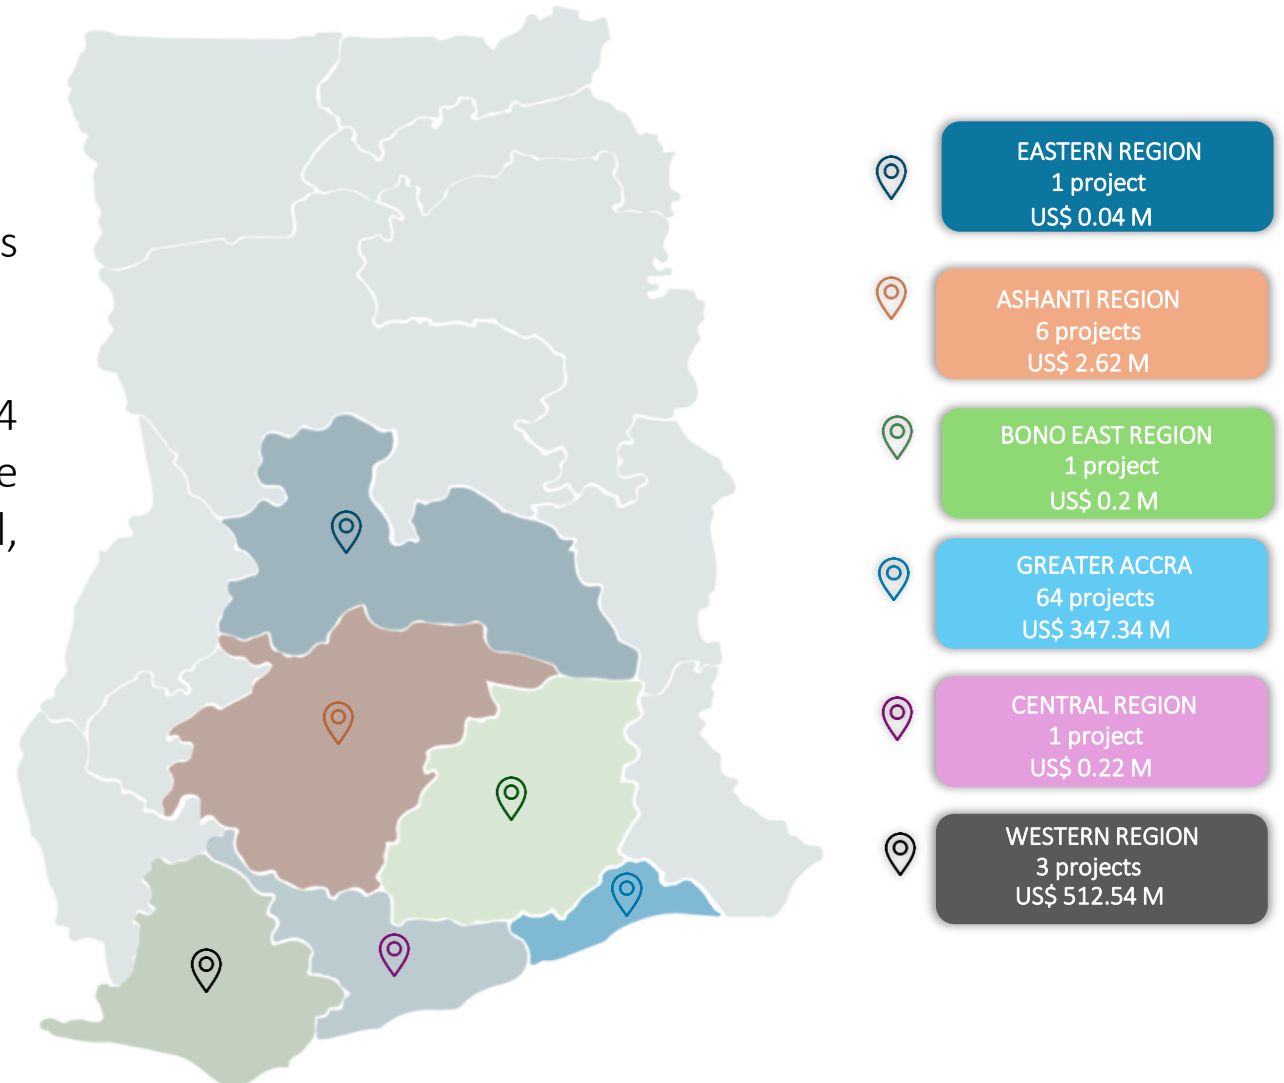 s
4
e
l,
EASTERN REGION
1 project
US$ 0.04 M
ASHANTI REGION
6 projects
US$ 2.62 M
BONO EAST REGION
1 project
US$ 0.2 M
GREATER ACCRA
64 projects
US$ 347.34 M
CENTRAL REGION
1 project
US$ 0.22 M
WESTERN REGION
3 projects
US$ 512.54 M